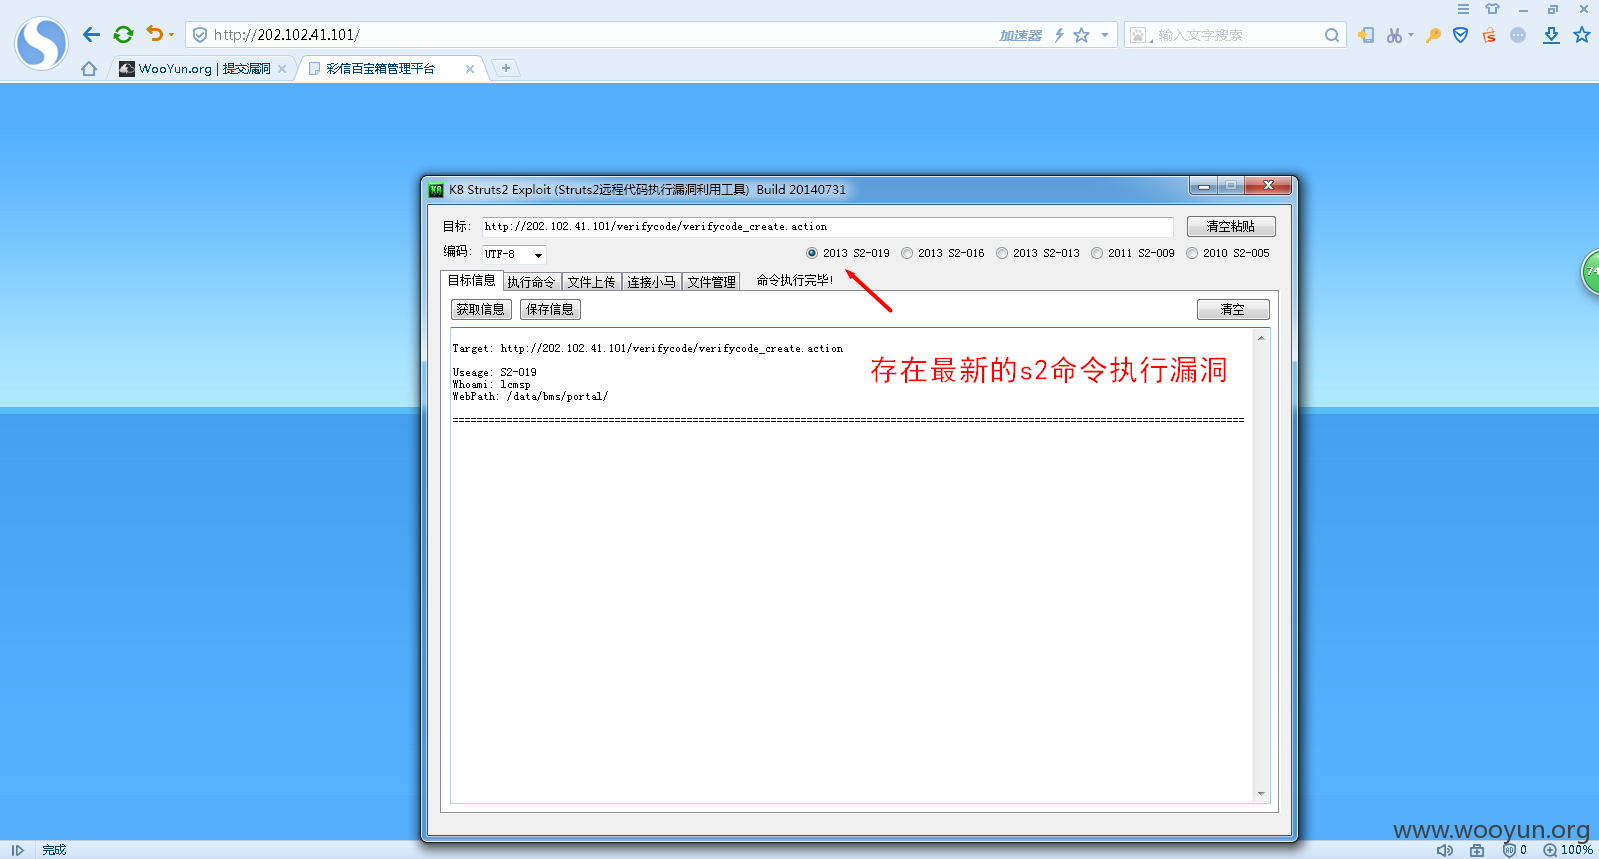 http://202.102.41.101/
加速器
输入文字搜索
WooYun.org | 提交漏洞
彩信百宝箱管理平台
K8 Struts2 Exploit (Struts2远程代码执行漏洞利用工具) Build 20140731
目标:
http://202.102.41.101/verifycode/verifycode_create.action
清空粘贴
编码:
UTF-8
2013 S2-019
2013 S2-016
2013 S2-013
2011 S2-009
2010 S2-005
目标信息
执行命令
文件上传
连接小马
文件管理
命令执行完毕!
获取信息
保存信息
清空
Target: http://202.102.41.101/verifycode/verifycode_create.action
存在最新的s2命令执行漏洞
Useage: S2-019
Whoami: lcmsp
WebPath: /data/bms/portal/
www.wooyun.org
完成
0
100%